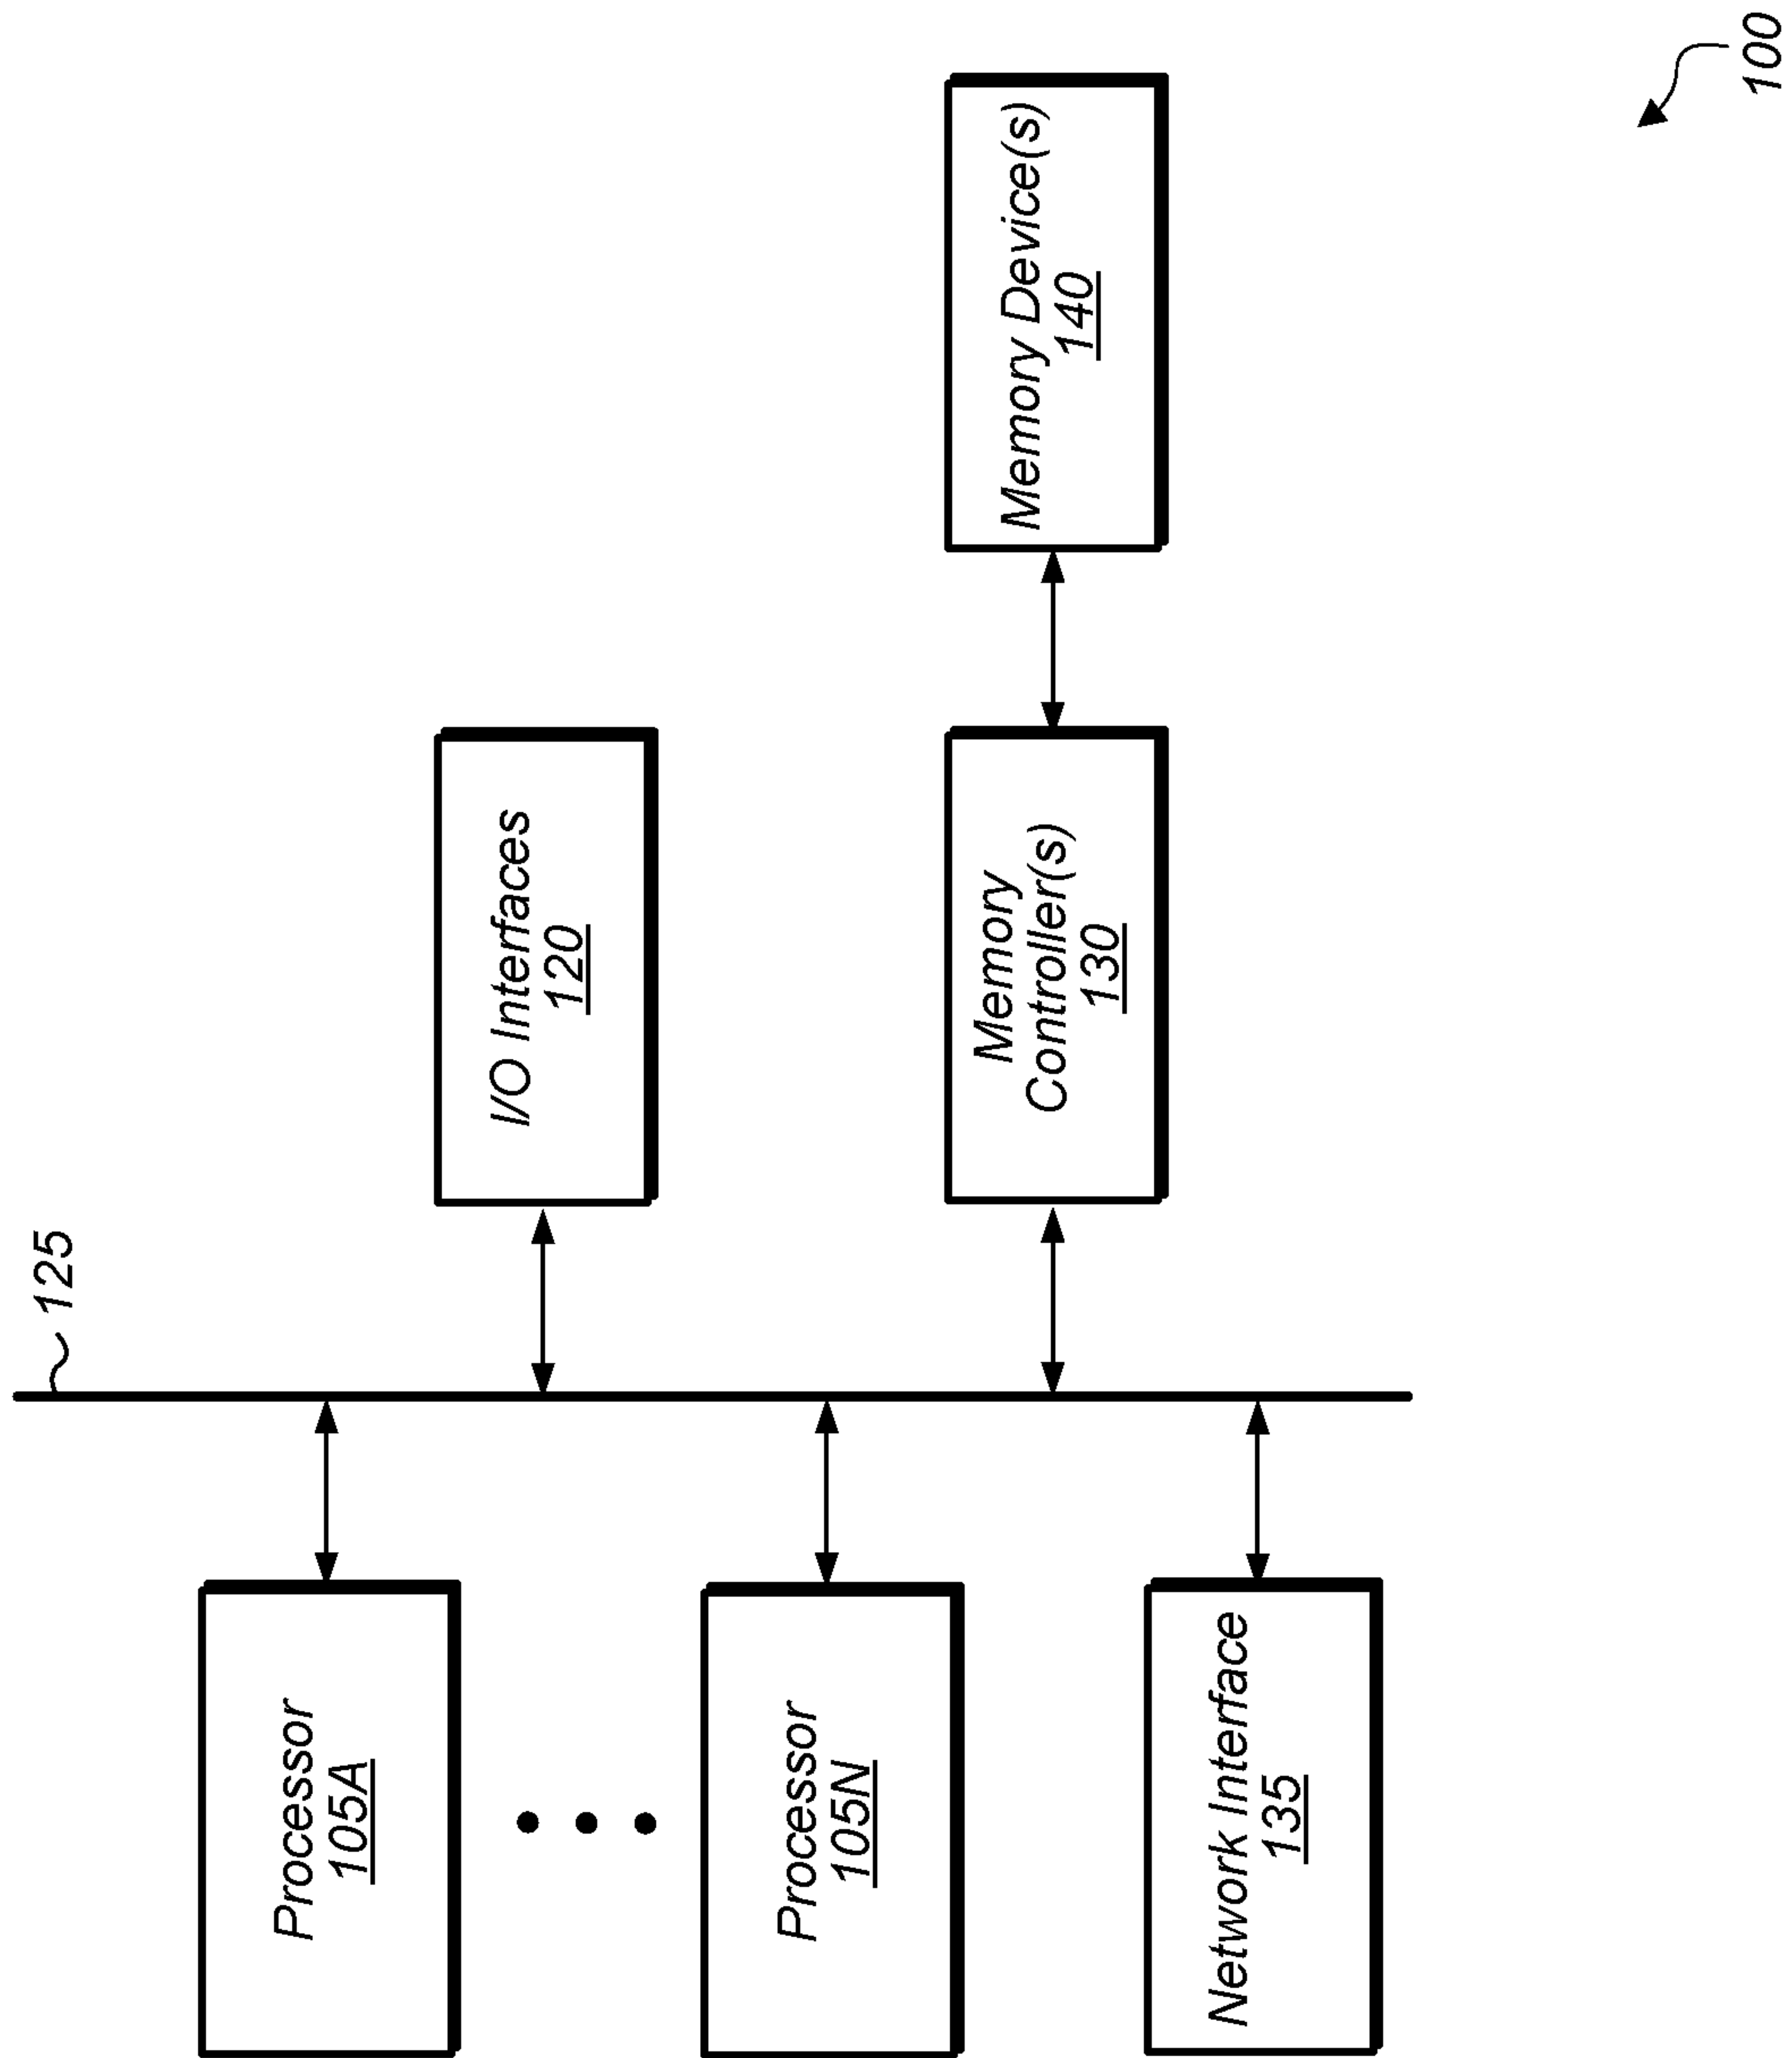 125
Processor
105A
I/O Interfaces
120
Processor
105N
Memory
Controller(s)
130
Memory Device(s)
140
Network Interface
135
100